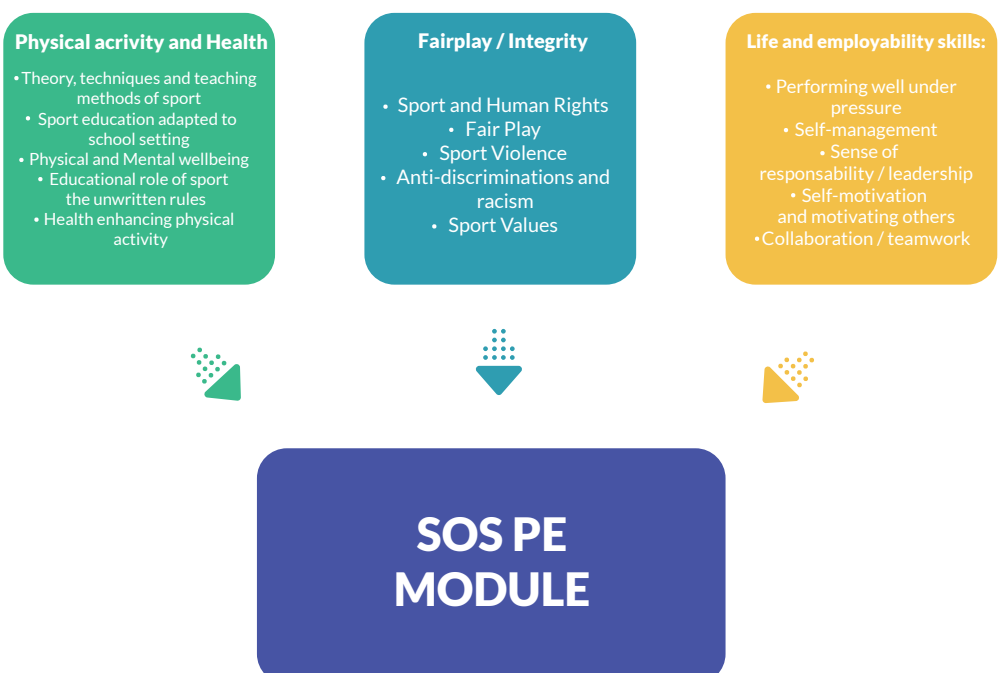 Physical acrivity and Health
•Theory, techniques and teaching
methods of sport
• Sport education adapted to
school setting
• Physical and Mental wellbeing
• Educational role of sport
the unwritten rules
• Health enhancing physical
activity
Fairplay / Integrity
• Sport and Human Rights
• Fair Play
• Sport Violence
• Anti-discriminations and
racism
• Sport Values
Life and employability skills:
• Performing well under
pressure
• Self-management
• Sense of
responsability / leadership
• Self-motivation
and motivating others
•Collaboration / teamwork
SOS PE
MODULE